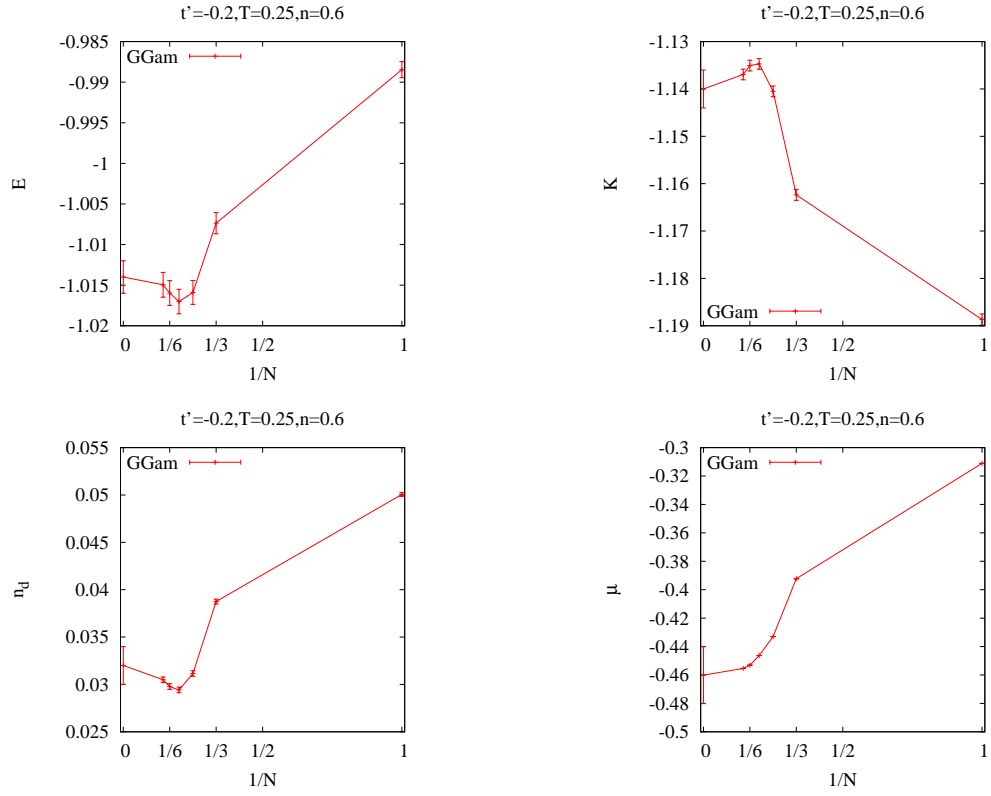 t'=-0.2,T=0.25,n=0.6
-0.985
-0.99
-0.995
-1
-1.005
-1.01
-1.015
-1.02
E
GGam
0 1/6 1/3 1/2 1
1/N
t'=-0.2,T=0.25,n=0.6
-1.13
-1.14
-1.15
-1.16
-1.17
-1.18
-1.19
K
GGam
0 1/6 1/3 1/2 1
1/N
t'=-0.2,T=0.25,n=0.6
0.055
0.05
0.045
0.04
0.035
0.03
0.025
n_d
GGam
0 1/6 1/3 1/2 1
1/N
t'=-0.2,T=0.25,n=0.6
-0.3
-0.32
-0.34
-0.36
-0.38
-0.4
-0.42
-0.44
-0.46
-0.48
-0.5
μ
GGam
0 1/6 1/3 1/2 1
1/N